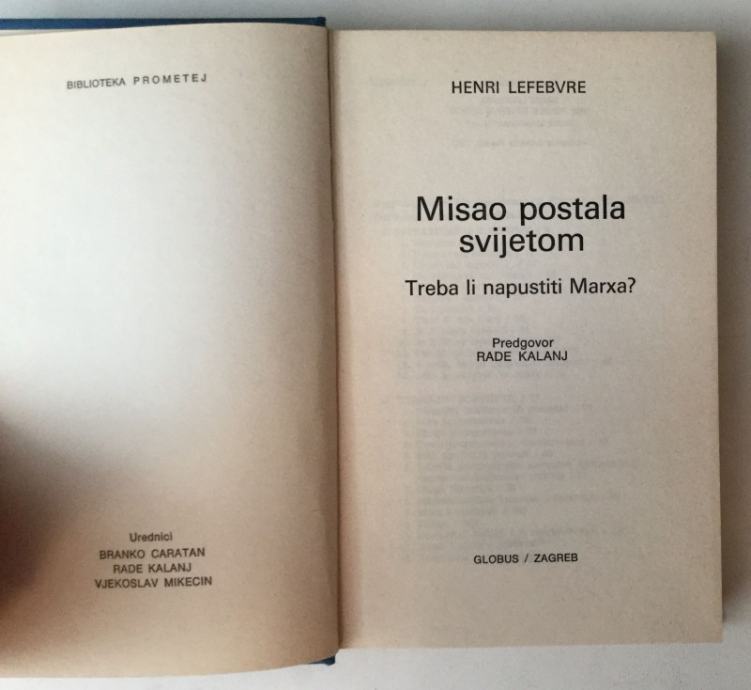 BIBLIOTEKA PROMETEJ
Urednici
BRANKO CARATAN
RADE KALANJ
VJEKOSLAV MIKECIN
HENRI LEFEBVRE
Misao postala
svijetom
Treba li napustiti Marxa?
Predgovor
RADE KALANJ
GLOBUS / ZAGREB